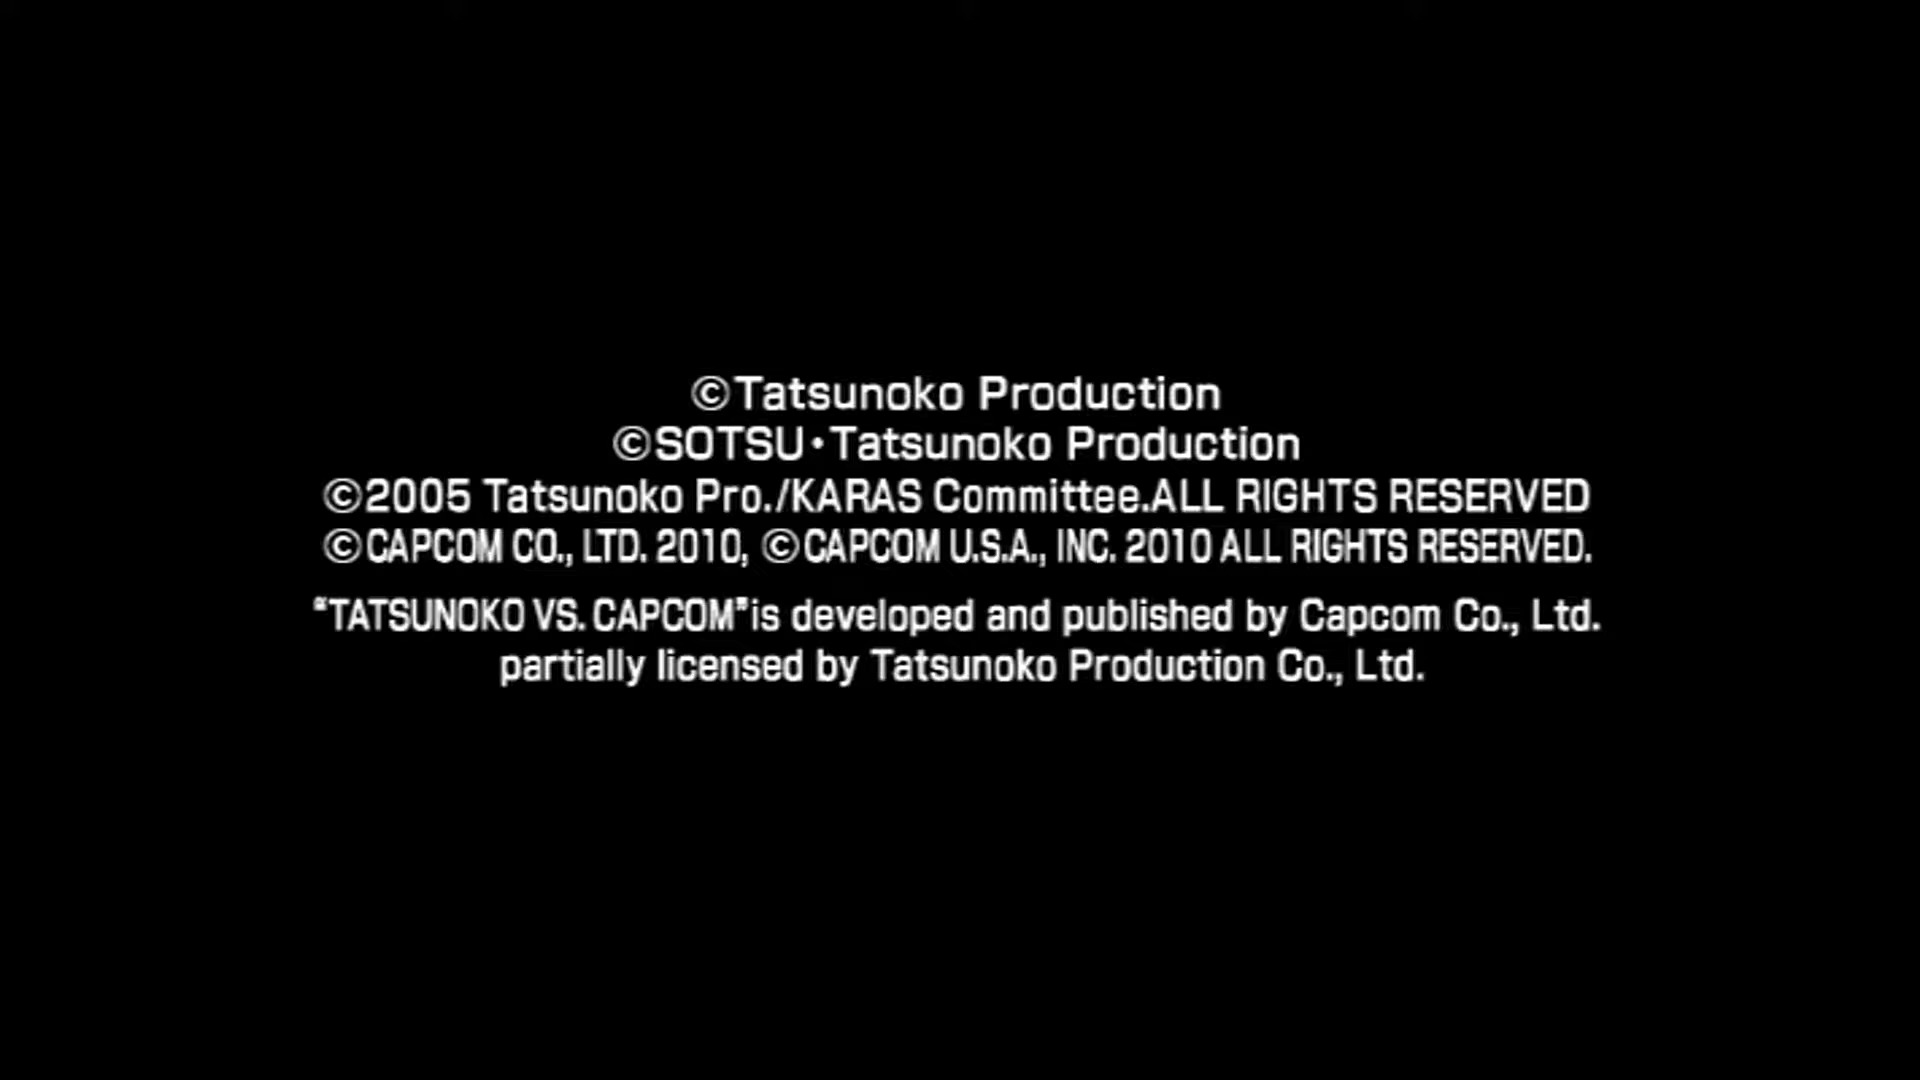 ©Tatsunoko Production
©SOTSU・Tatsunoko Production
©2005 Tatsunoko Pro./KARAS Committee.ALL RIGHTS RESERVED
©CAPCOM CO., LTD. 2010, ©CAPCOM U.S.A., INC. 2010 ALL RIGHTS RESERVED.
“TATSUNOKO VS. CAPCOM”is developed and published by Capcom Co., Ltd.
partially licensed by Tatsunoko Production Co., Ltd.